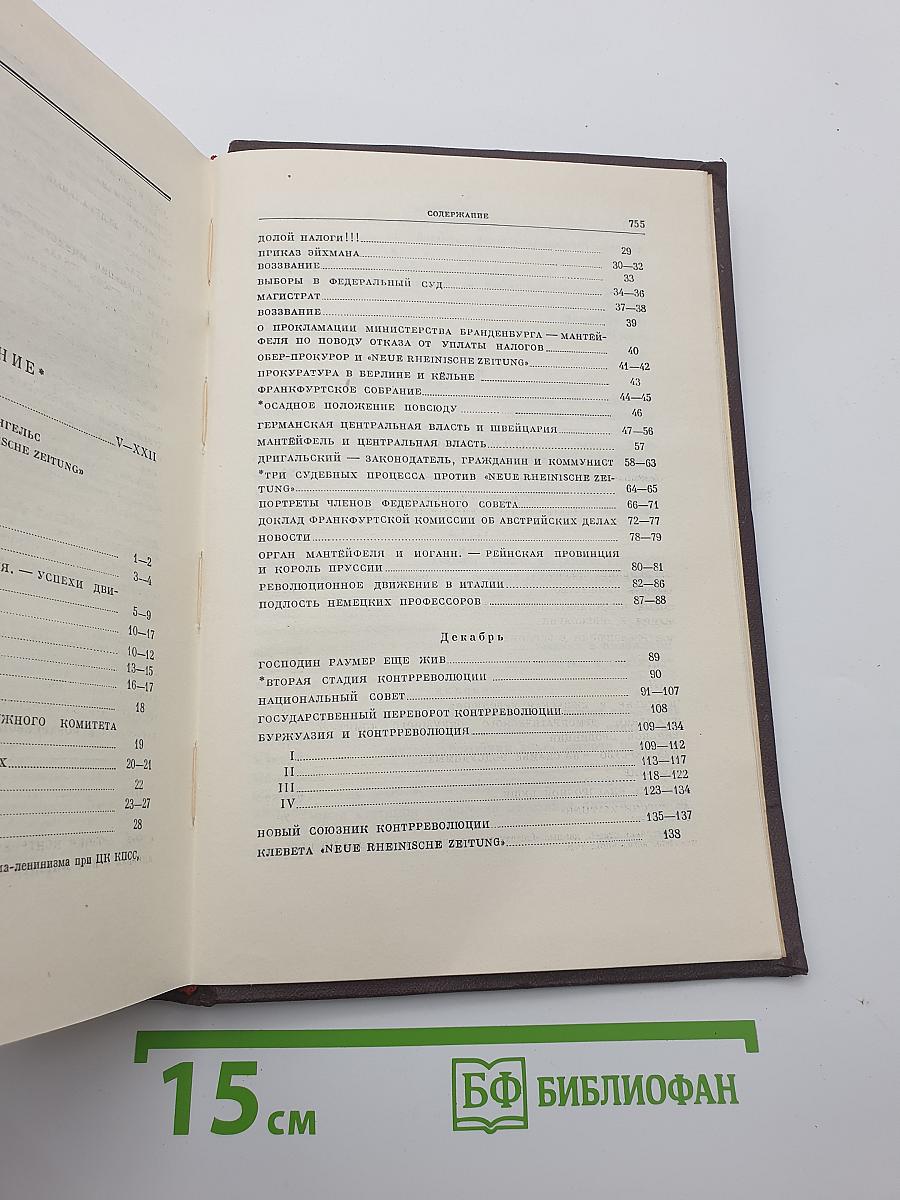 НИЕ*
V—XXII
НГЕЛЬС
ISCHE ZEITUNG»
1—2
3—4
Я. — УСПЕХИ ДВИ-
5—9
10—17
10—12
13—15
16—17
18
УЖНОГО КОМИТЕТА
19
Х 20—21
22
23—27
28
ма-ленинизма при ЦК КПСС,
СОДЕРЖАНИЕ 755
ДОЛОЙ НАЛОГИ!!! 29
ПРИКАЗ ЭЙХМАНА 30—32
ВОЗЗВАНИЕ 33
ВЫБОРЫ В ФЕДЕРАЛЬНЫЙ СУД 34—36
МАГИСТРАТ 37—38
ВОЗЗВАНИЕ 39
О ПРОКЛАМАЦИИ МИНИСТЕРСТВА БРАНДЕНБУРГА — МАНТЁЙ-
ФЕЛЯ ПО ПОВОДУ ОТКАЗА ОТ УПЛАТЫ НАЛОГОВ 40
ОБЕР-ПРОКУРОР И «NEUE RHEINISCHE ZEITUNG» 41—42
ПРОКУРАТУРА В БЕРЛИНЕ И КЁЛЬНЕ 43
ФРАНКФУРТСКОЕ СОБРАНИЕ 44—45
*ОСАДНОЕ ПОЛОЖЕНИЕ ПОВСЮДУ 46
ГЕРМАНСКАЯ ЦЕНТРАЛЬНАЯ ВЛАСТЬ И ШВЕЙЦАРИЯ 47—56
МАНТЁЙФЕЛЬ И ЦЕНТРАЛЬНАЯ ВЛАСТЬ 57
ДРИГАЛЬСКИЙ — ЗАКОНОДАТЕЛЬ, ГРАЖДАНИН И КОММУНИСТ 58—63
*ТРИ СУДЕБНЫХ ПРОЦЕССА ПРОТИВ «NEUE RHEINISCHE ZEI-
TUNG» 64—65
ПОРТРЕТЫ ЧЛЕНОВ ФЕДЕРАЛЬНОГО СОВЕТА 66—71
ДОКЛАД ФРАНКФУРТСКОЙ КОМИССИИ ОБ АВСТРИЙСКИХ ДЕЛАХ 72—77
НОВОСТИ 78—79
ОРГАН МАНТЁЙФЕЛЯ И ИОГАНН. — РЕЙНСКАЯ ПРОВИНЦИЯ
И КОРОЛЬ ПРУССИИ 80—81
РЕВОЛЮЦИОННОЕ ДВИЖЕНИЕ В ИТАЛИИ 82—86
ПОДЛОСТЬ НЕМЕЦКИХ ПРОФЕССОРОВ 87—88
Декабрь
ГОСПОДИН РАУМЕР ЕЩЕ ЖИВ 89
*ВТОРАЯ СТАДИЯ КОНТРРЕВОЛЮЦИИ 90
НАЦИОНАЛЬНЫЙ СОВЕТ 91—107
ГОСУДАРСТВЕННЫЙ ПЕРЕВОРОТ КОНТРРЕВОЛЮЦИИ 108
БУРЖУАЗИЯ И КОНТРРЕВОЛЮЦИЯ 109—134
I 109—112
II 113—117
III 118—122
IV 123—134
НОВЫЙ СОЮЗНИК КОНТРРЕВОЛЮЦИИ 135—137
КЛЕВЕТА «NEUE RHEINISCHE ZEITUNG» 138
15 см
БФ БИБЛИОФАН